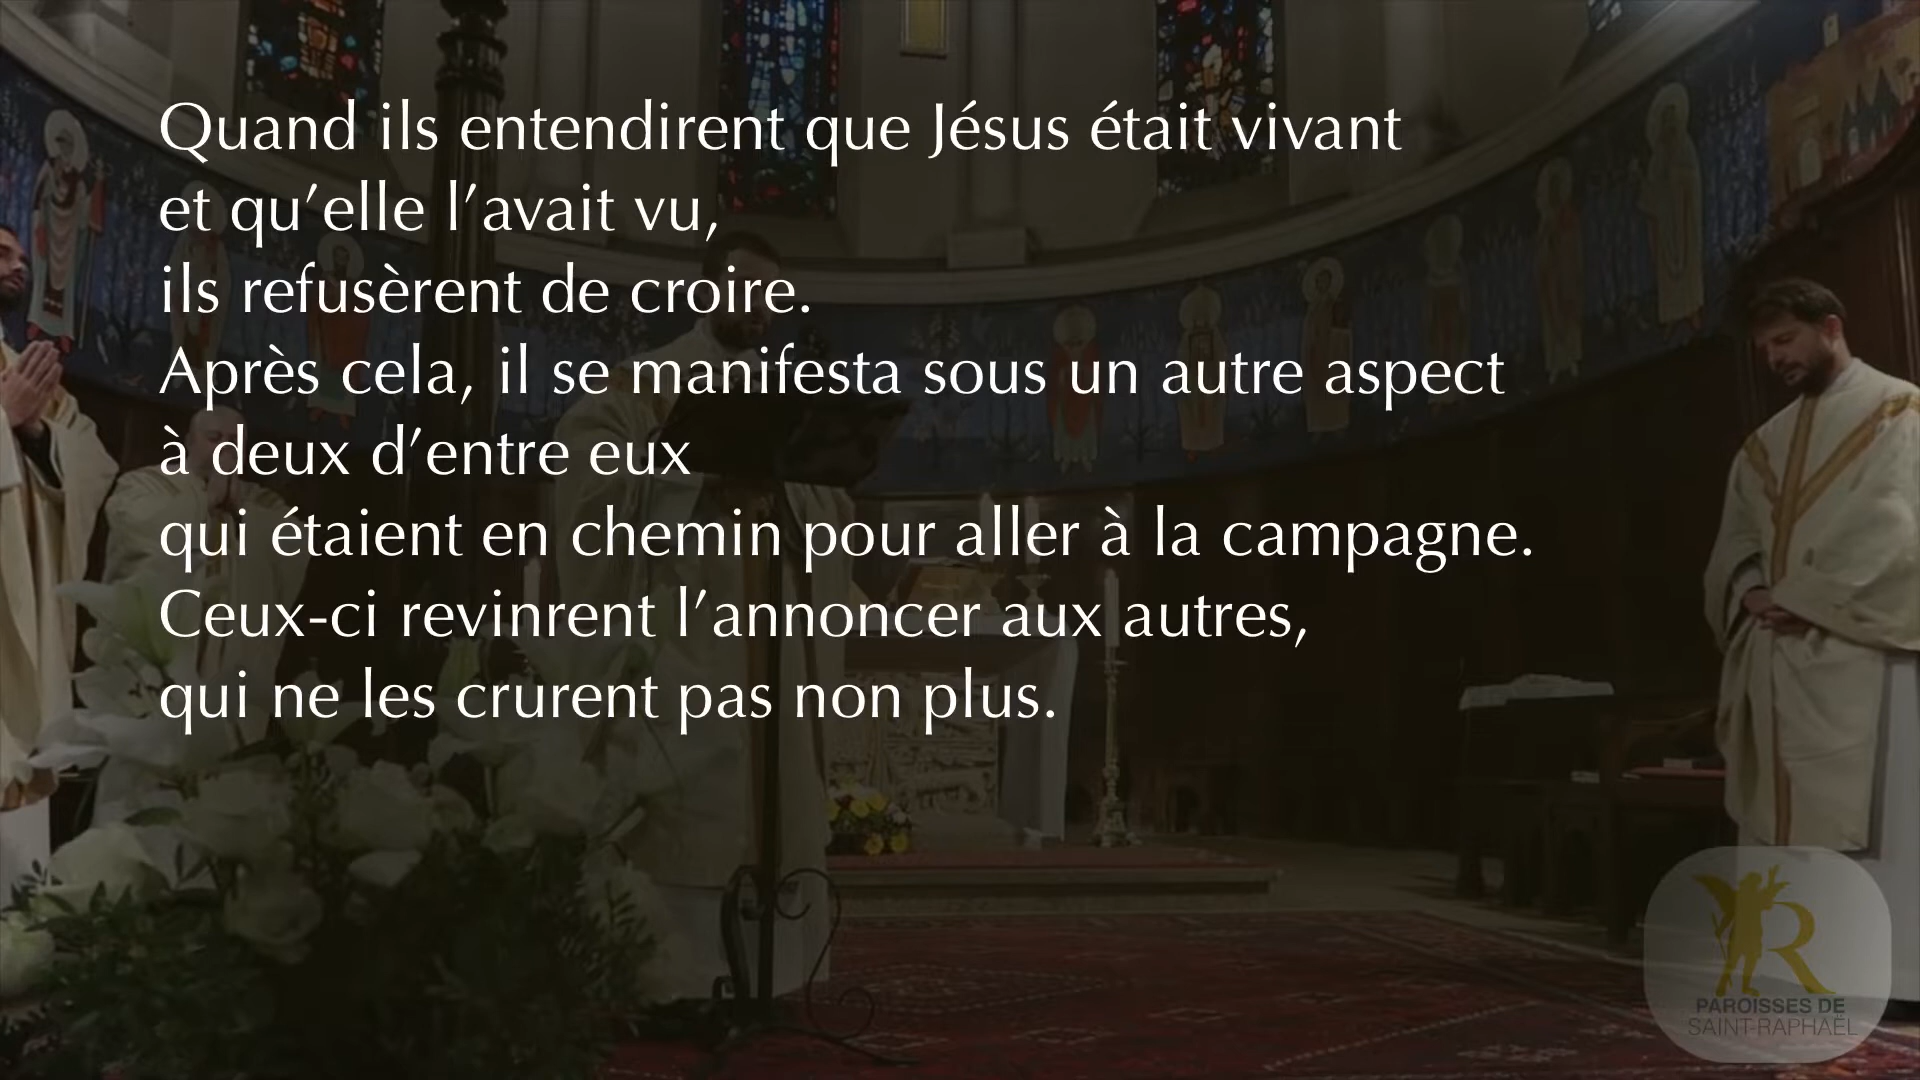 Quand ils entendirent que Jésus était vivant
et qu’elle l’avait vu,
ils refusèrent de croire.
Après cela, il se manifesta sous un autre aspect
à deux d’entre eux
qui étaient en chemin pour aller à la campagne.
Ceux-ci revinrent l’annoncer aux autres,
qui ne les crurent pas non plus.
R
PAROISSES DE
SAINT-RAPHAËL